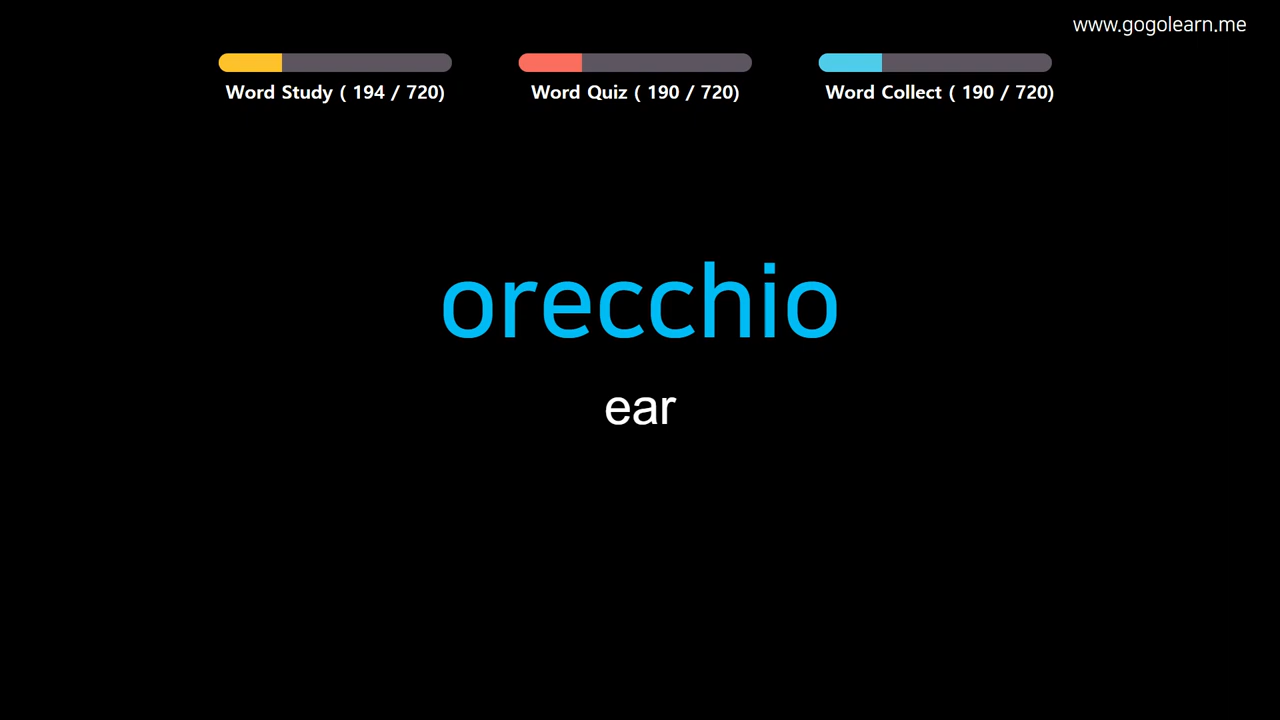 www.gogolearn.me
Word Study ( 194 / 720)
Word Quiz ( 190 / 720)
Word Collect ( 190 / 720)
orecchio
ear